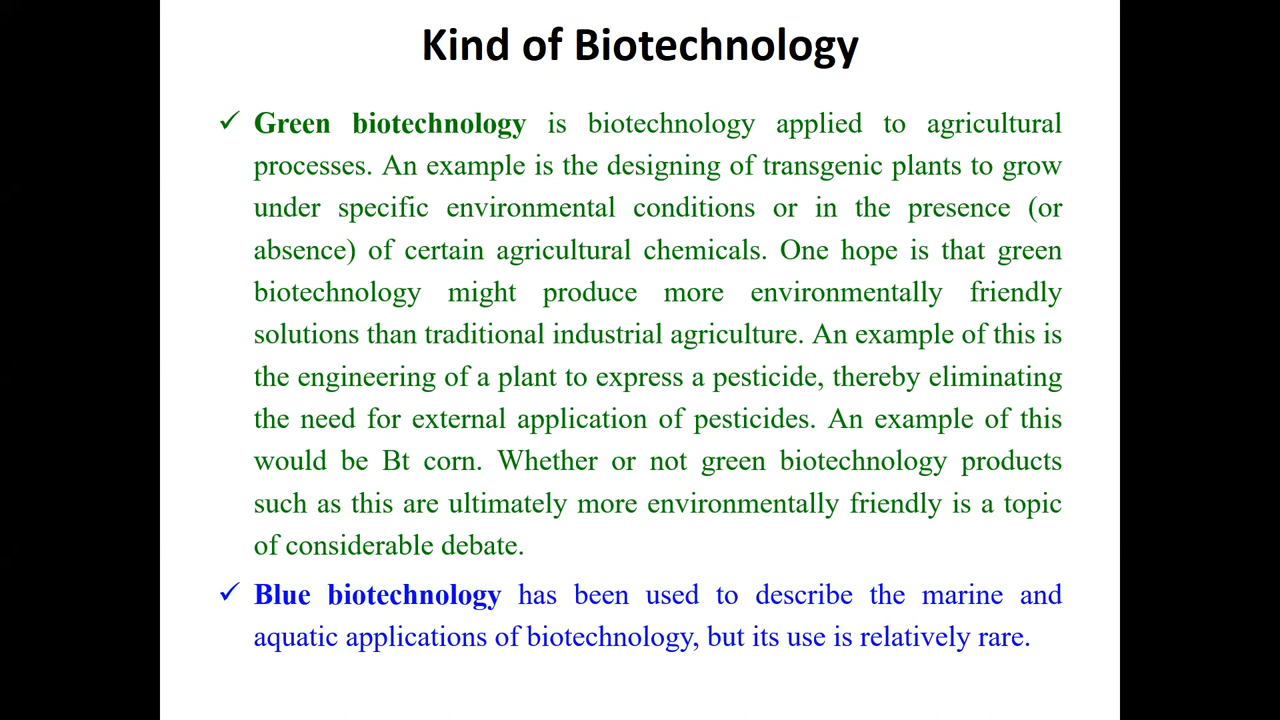 Kind of Biotechnology
✓ Green biotechnology is biotechnology applied to agricultural
processes. An example is the designing of transgenic plants to grow
under specific environmental conditions or in the presence (or
absence) of certain agricultural chemicals. One hope is that green
biotechnology might produce more environmentally friendly
solutions than traditional industrial agriculture. An example of this is
the engineering of a plant to express a pesticide, thereby eliminating
the need for external application of pesticides. An example of this
would be Bt corn. Whether or not green biotechnology products
such as this are ultimately more environmentally friendly is a topic
of considerable debate.
✓ Blue biotechnology has been used to describe the marine and
aquatic applications of biotechnology, but its use is relatively rare.